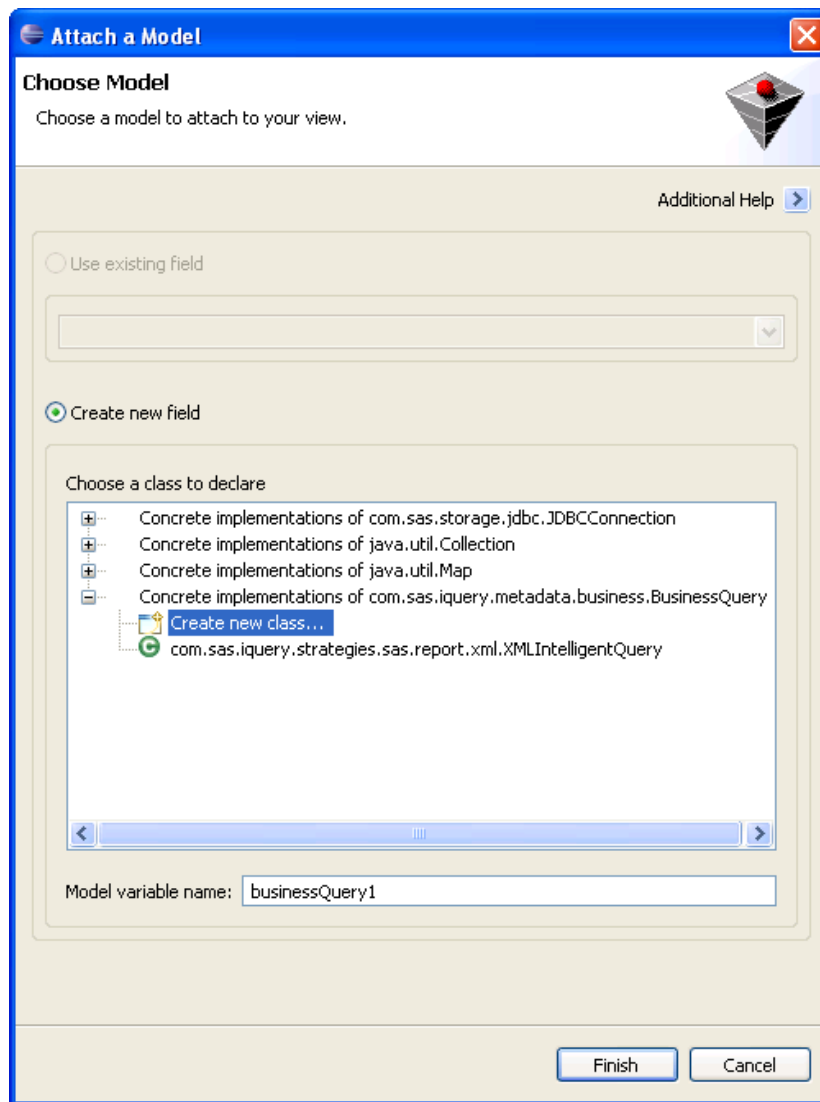 Attach a Model
Choose Model
Choose a model to attach to your view.
Additional Help
Use existing field
Create new field
Choose a class to declare
Concrete implementations of com.sas.storage.jdbc.JDBCConnection
Concrete implementations of java.util.Collection
Concrete implementations of java.util.Map
Concrete implementations of com.sas.iquery.metadata.business.BusinessQuery
Create new class...
com.sas.iquery.strategies.sas.report.xml.XMLIntelligentQuery
Model variable name: businessQuery1
Finish Cancel